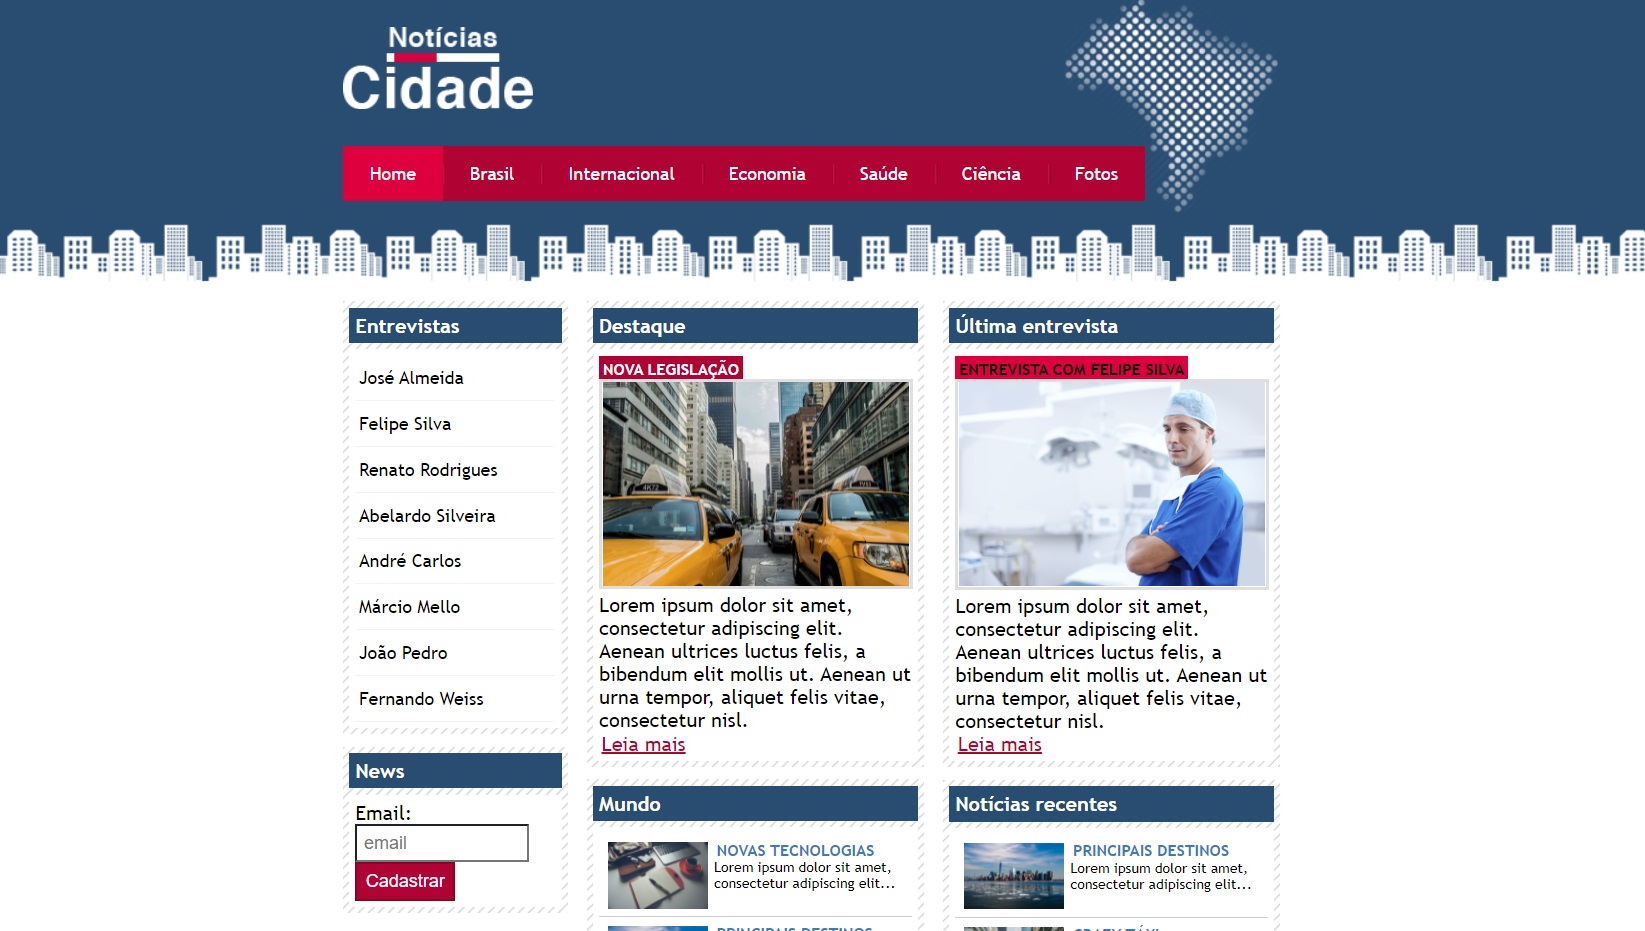 Notícias
Cidade
Home
Brasil
Internacional
Economia
Saúde
Ciência
Fotos
Entrevistas
José Almeida
Felipe Silva
Renato Rodrigues
Abelardo Silveira
André Carlos
Márcio Mello
João Pedro
Fernando Weiss
News
Email:
email
Cadastrar
Destaque
NOVA LEGISLAÇÃO
Lorem ipsum dolor sit amet,
consectetur adipiscing elit.
Aenean ultrices luctus felis, a
bibendum elit mollis ut. Aenean ut
urna tempor, aliquet felis vitae,
consectetur nisl.
Leia mais
Última entrevista
ENTREVISTA COM FELIPE SILVA
Lorem ipsum dolor sit amet,
consectetur adipiscing elit.
Aenean ultrices luctus felis, a
bibendum elit mollis ut. Aenean ut
urna tempor, aliquet felis vitae,
consectetur nisl.
Leia mais
Mundo
NOVAS TECNOLOGIAS
Lorem ipsum dolor sit amet,
consectetur adipiscing elit...
PRINCIPAIS DESTINOS
Notícias recentes
PRINCIPAIS DESTINOS
Lorem ipsum dolor sit amet,
consectetur adipiscing elit...
CRAZY TÁXI